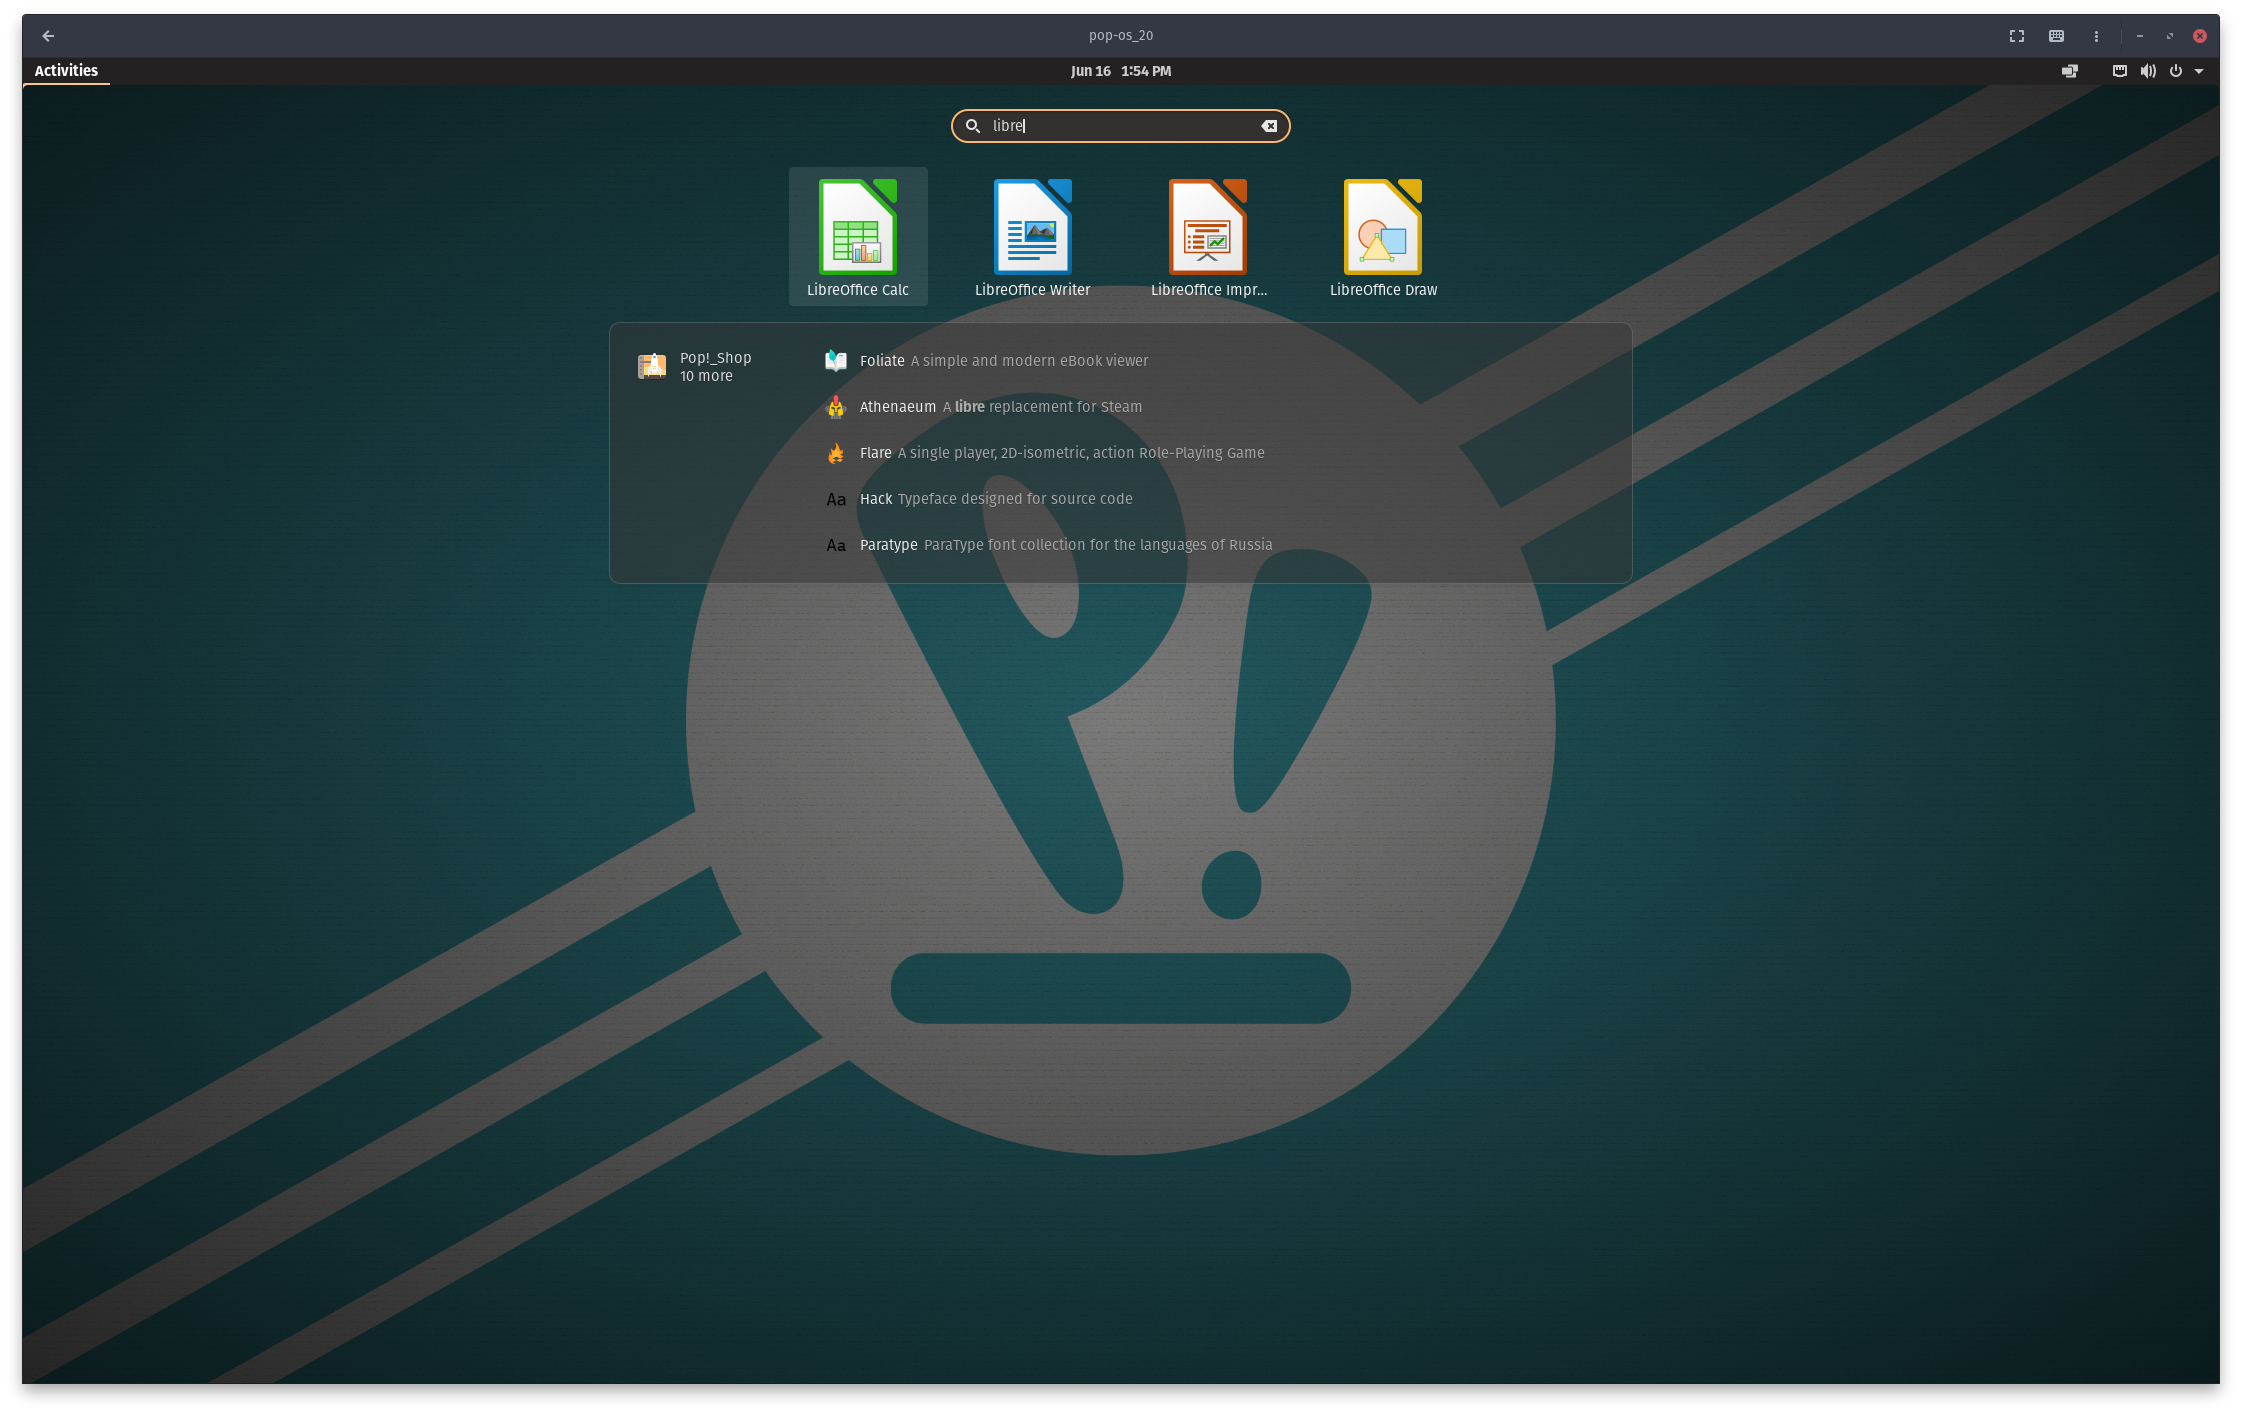 pop-os_20
Activities
Jun 16 1:54 PM
libre
LibreOffice Calc
LibreOffice Writer
LibreOffice Impr...
LibreOffice Draw
Pop!_Shop
10 more
Foliate A simple and modern eBook viewer
Athenaeum A libre replacement for Steam
Flare A single player, 2D-isometric, action Role-Playing Game
Aa Hack Typeface designed for source code
Aa Paratype ParaType font collection for the languages of Russia
P!